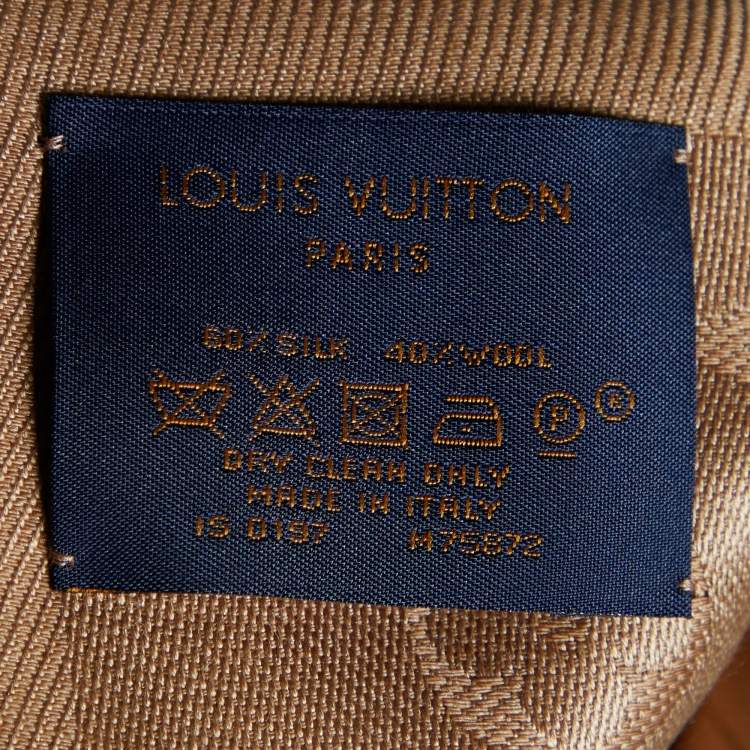 LOUIS VUITTON
PARIS
60% SILK 40% WOOL
P ®
DRY CLEAN ONLY
MADE IN ITALY
IS 0197 M75872